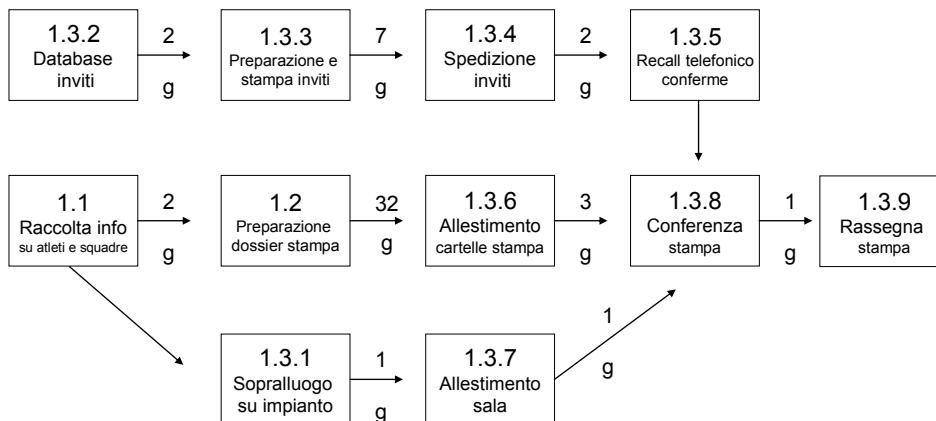 1.3.2
Database
inviti
2
g
1.3.3
Preparazione e
stampa inviti
7
g
1.3.4
Spedizione
inviti
2
g
1.3.5
Recall telefonico
conferme
1.1
Raccolta info
su atleti e squadre
2
g
1.2
Preparazione
dossier stampa
32
g
1.3.6
Allestimento
cartelle stampa
3
g
1.3.8
Conferenza
stampa
1
g
1.3.9
Rassegna
stampa
1.3.1
Sopralluogo
su impianto
1
g
1.3.7
Allestimento
sala
1
g